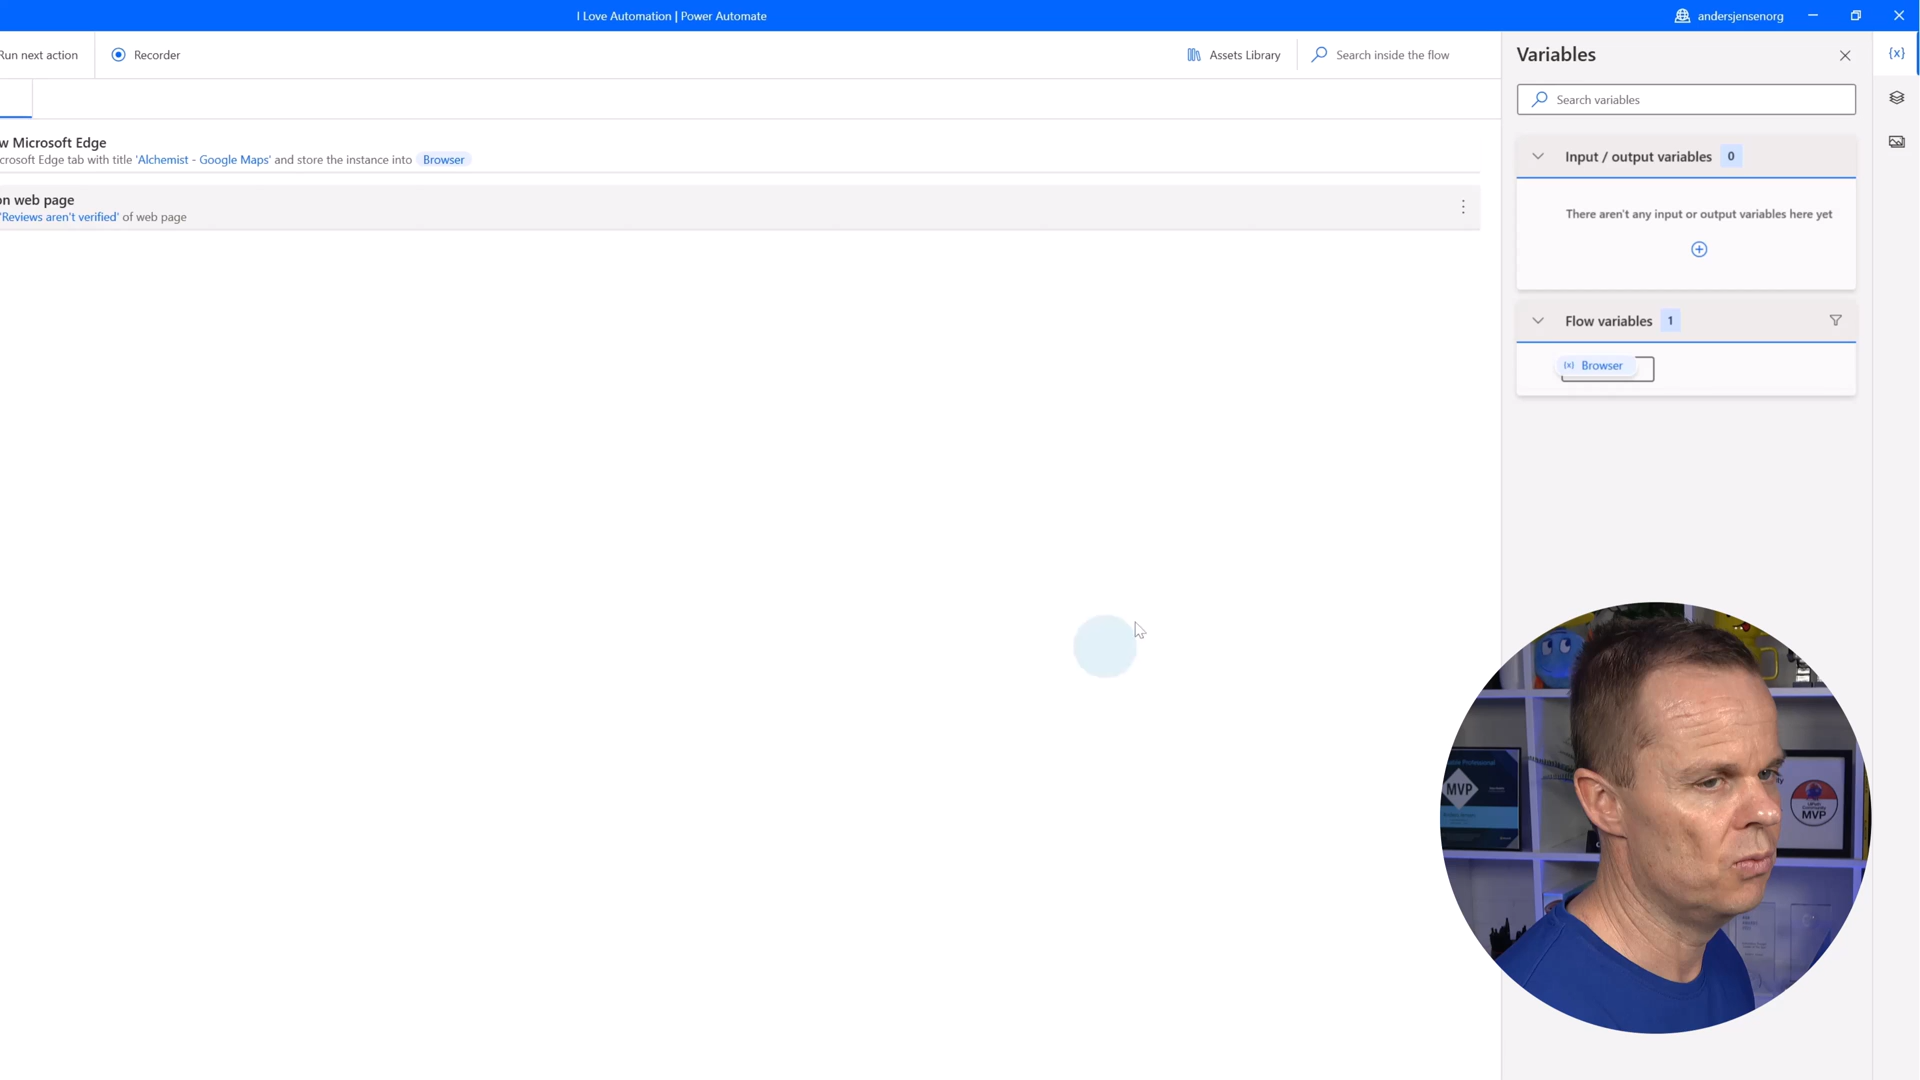 I Love Automation | Power Automate
andersjensenorg
Run next action
Recorder
Assets Library
Search inside the flow
Variables
{x}
Search variables
w Microsoft Edge
crosoft Edge tab with title 'Alchemist - Google Maps' and store the instance into Browser
on web page
'Reviews aren't verified' of web page
Input / output variables 0
There aren't any input or output variables here yet
Flow variables 1
{x} Browser
MVP
MVP